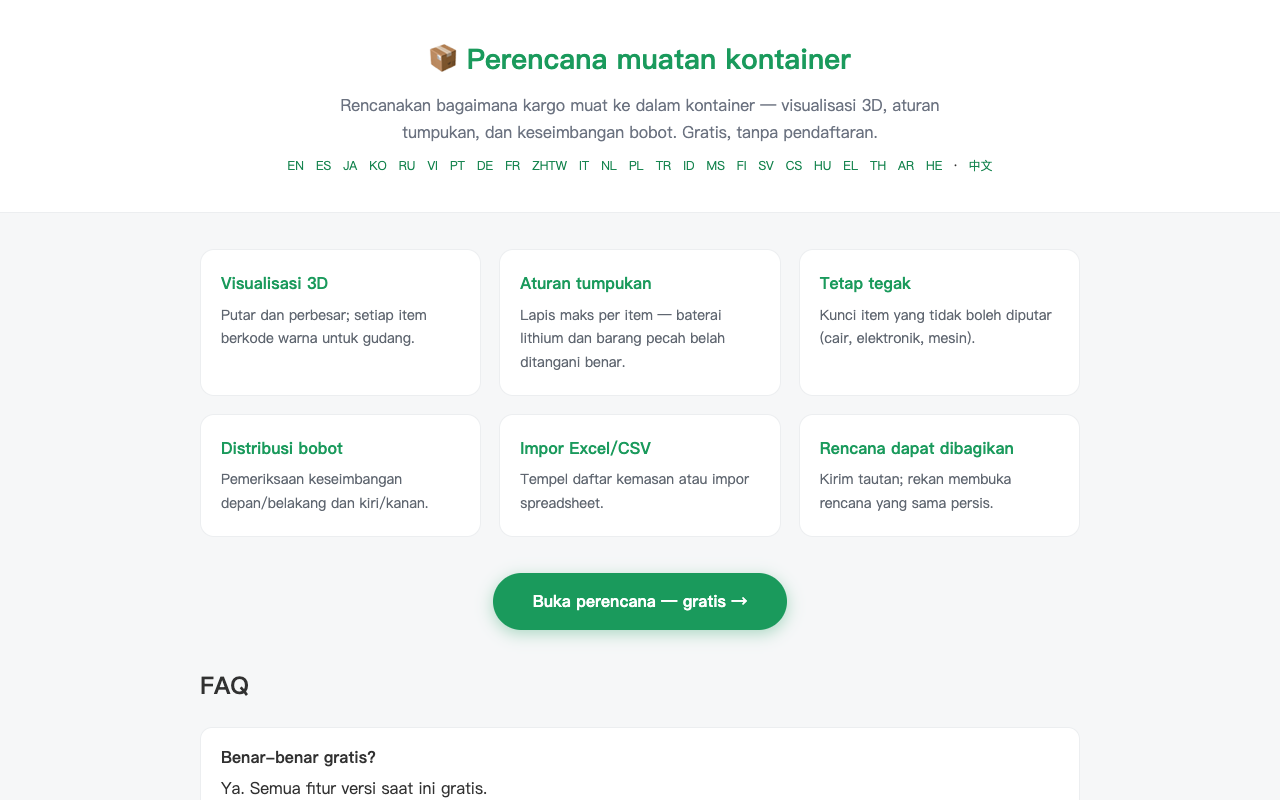 📦 Perencana muatan kontainer
Rencanakan bagaimana kargo muat ke dalam kontainer — visualisasi 3D, aturan
tumpukan, dan keseimbangan bobot. Gratis, tanpa pendaftaran.
EN ES JA KO RU VI PT DE FR ZHTW IT NL PL TR ID MS FI SV CS HU EL TH AR HE · 中文
Visualisasi 3D
Putar dan perbesar; setiap item
berkode warna untuk gudang.
Aturan tumpukan
Lapis maks per item — baterai
lithium dan barang pecah belah
ditangani benar.
Tetap tegak
Kunci item yang tidak boleh diputar
(cair, elektronik, mesin).
Distribusi bobot
Pemeriksaan keseimbangan
depan/belakang dan kiri/kanan.
Impor Excel/CSV
Tempel daftar kemasan atau impor
spreadsheet.
Rencana dapat dibagikan
Kirim tautan; rekan membuka
rencana yang sama persis.
Buka perencana — gratis →
FAQ
Benar-benar gratis?
Ya. Semua fitur versi saat ini gratis.